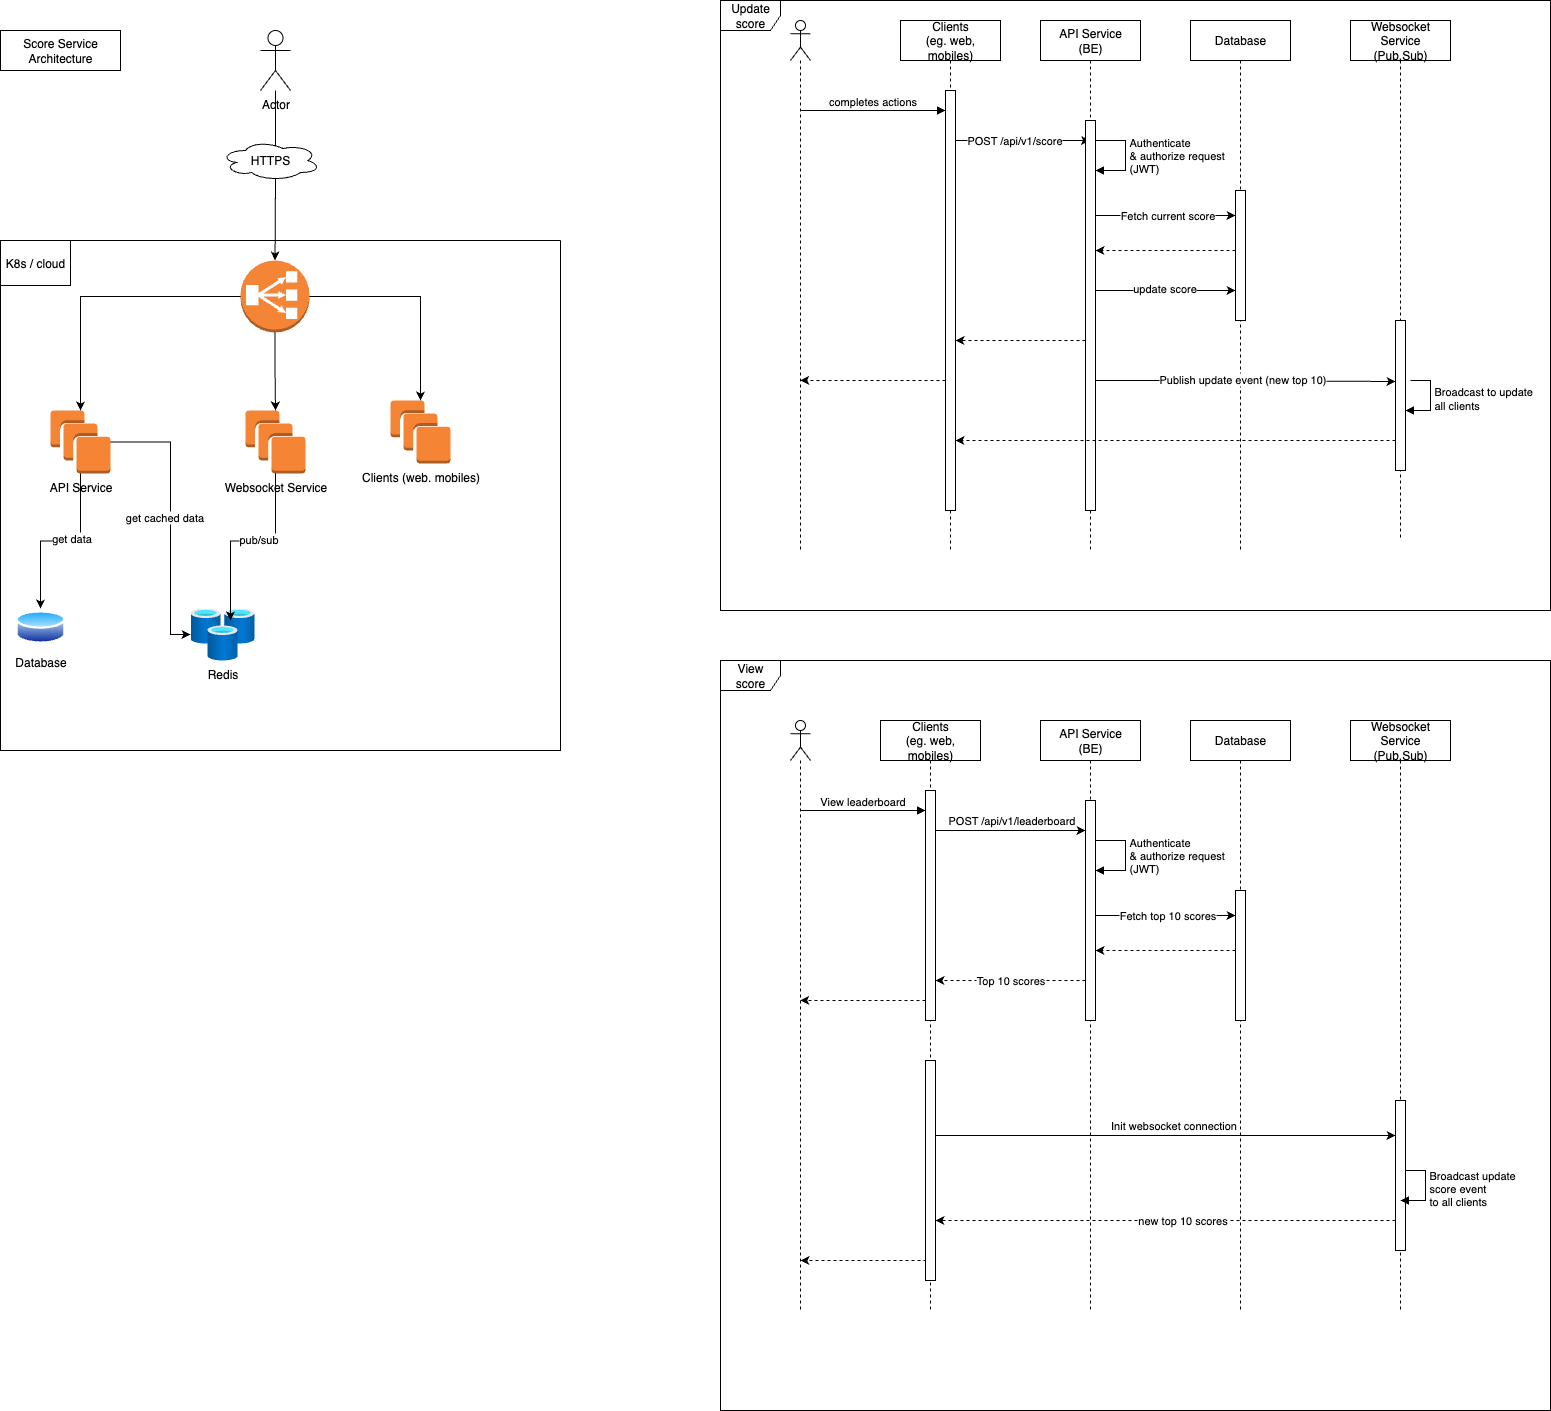 Score Service
Architecture
Actor
HTTPS
K8s / cloud
API Service
Websocket Service
Clients (web. mobiles)
get data
get cached data
pub/sub
Database
Redis
Update
score
Clients
(eg. web,
mobiles)
API Service
(BE)
Database
Websocket
Service
(Pub,Sub)
completes actions
POST /api/v1/score
Authenticate
& authorize request
(JWT)
Fetch current score
update score
Publish update event (new top 10)
Broadcast to update
all clients
View
score
Clients
(eg. web,
mobiles)
API Service
(BE)
Database
Websocket
Service
(Pub,Sub)
View leaderboard
POST /api/v1/leaderboard
Authenticate
& authorize request
(JWT)
Fetch top 10 scores
Top 10 scores
Init websocket connection
Broadcast update
score event
to all clients
new top 10 scores